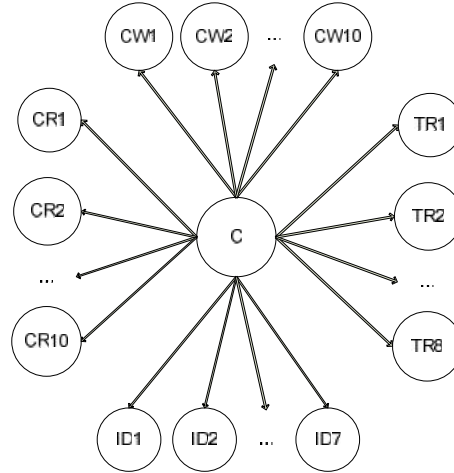 CW1 CW2 ... CW10
CR1
TR1
CR2
TR2
C
...
...
CR10
TR8
ID1 ID2 ... ID7